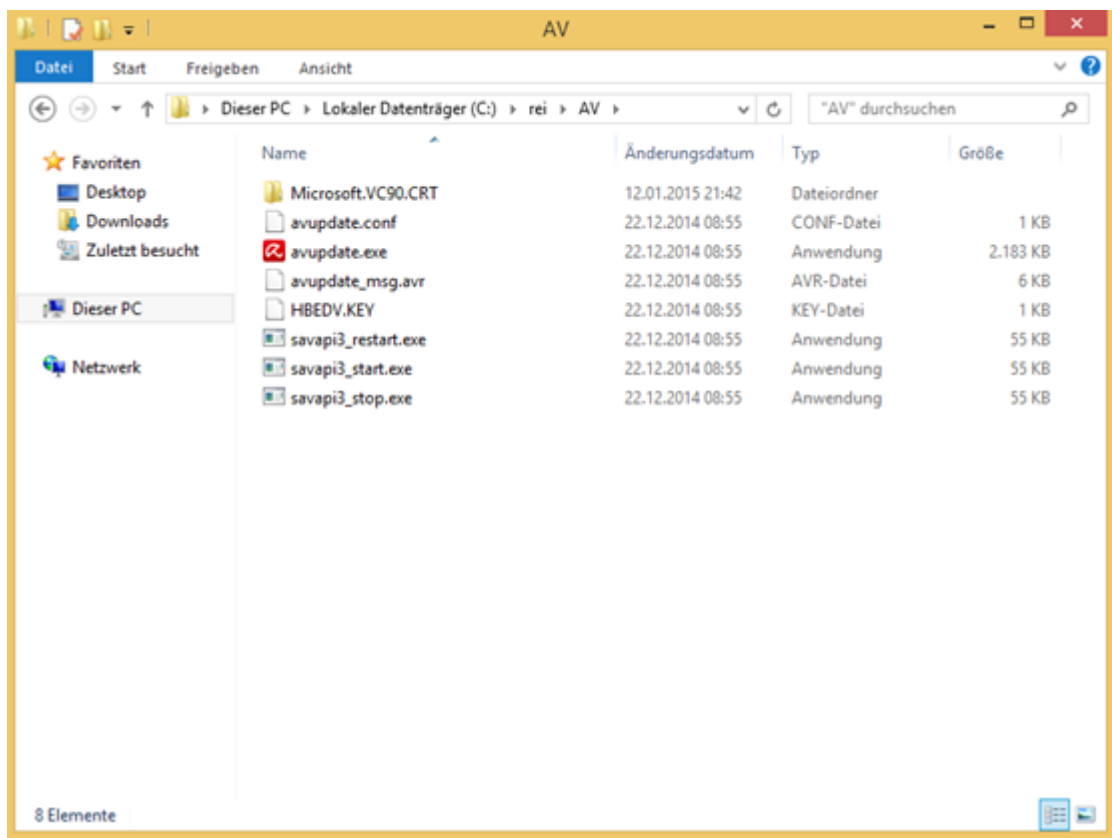 AV
Datei Start Freigeben Ansicht
Dieser PC Lokaler Datenträger (C:) rei AV "AV" durchsuchen
Favoriten
Desktop
Downloads
Zuletzt besucht
Dieser PC
Netzwerk
Name Änderungsdatum Typ Größe
Microsoft.VC90.CRT 12.01.2015 21:42 Dateiordner
avupdate.conf 22.12.2014 08:55 CONF-Datei 1 KB
avupdate.exe 22.12.2014 08:55 Anwendung 2.183 KB
avupdate_msg.avr 22.12.2014 08:55 AVR-Datei 6 KB
HBEDV.KEY 22.12.2014 08:55 KEY-Datei 1 KB
savapi3_restart.exe 22.12.2014 08:55 Anwendung 55 KB
savapi3_start.exe 22.12.2014 08:55 Anwendung 55 KB
savapi3_stop.exe 22.12.2014 08:55 Anwendung 55 KB
8 Elemente